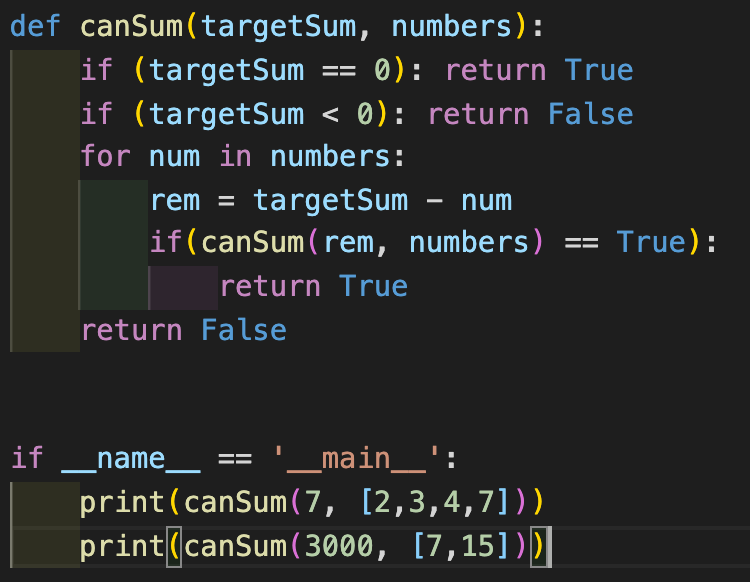 def canSum(targetSum, numbers):
    if (targetSum == 0): return True
    if (targetSum < 0): return False
    for num in numbers:
        rem = targetSum - num
        if(canSum(rem, numbers) == True):
            return True
    return False
if __name__ == '__main__':
    print(canSum(7, [2,3,4,7]))
    print(canSum(3000, [7,15]))